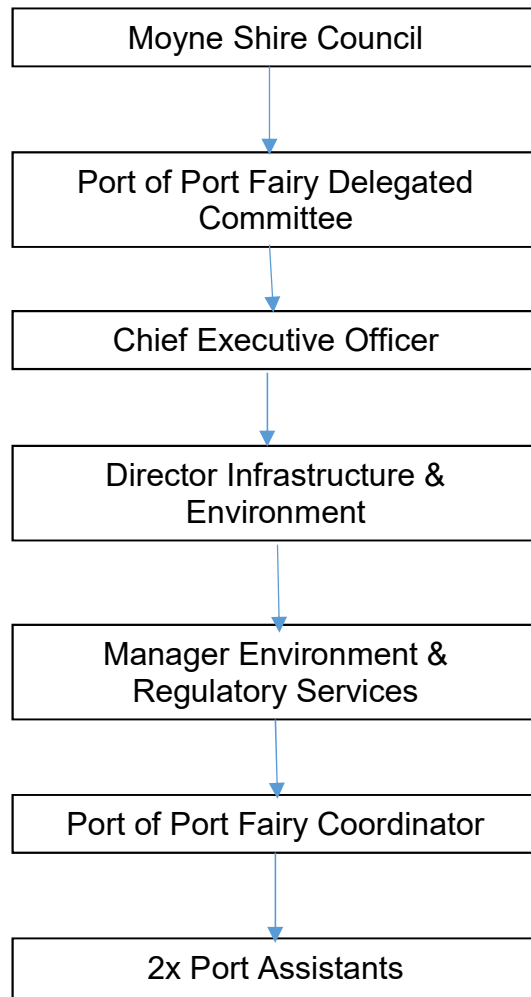 Moyne Shire Council
Port of Port Fairy Delegated
Committee
Chief Executive Officer
Director Infrastructure &
Environment
Manager Environment &
Regulatory Services
Port of Port Fairy Coordinator
2x Port Assistants